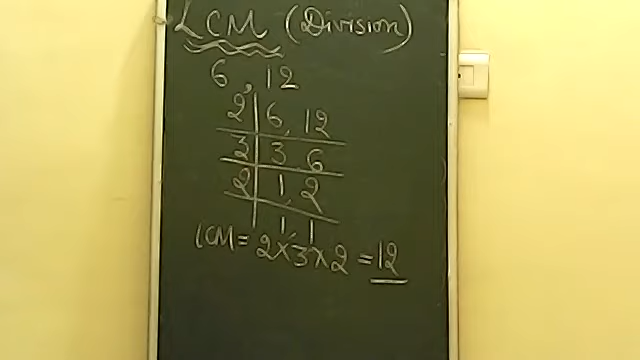 LCM (Division)
6, 12
2 | 6, 12
3 | 3, 6
2 | 1, 2
| 1, 1
LCM = 2×3×2 = 12